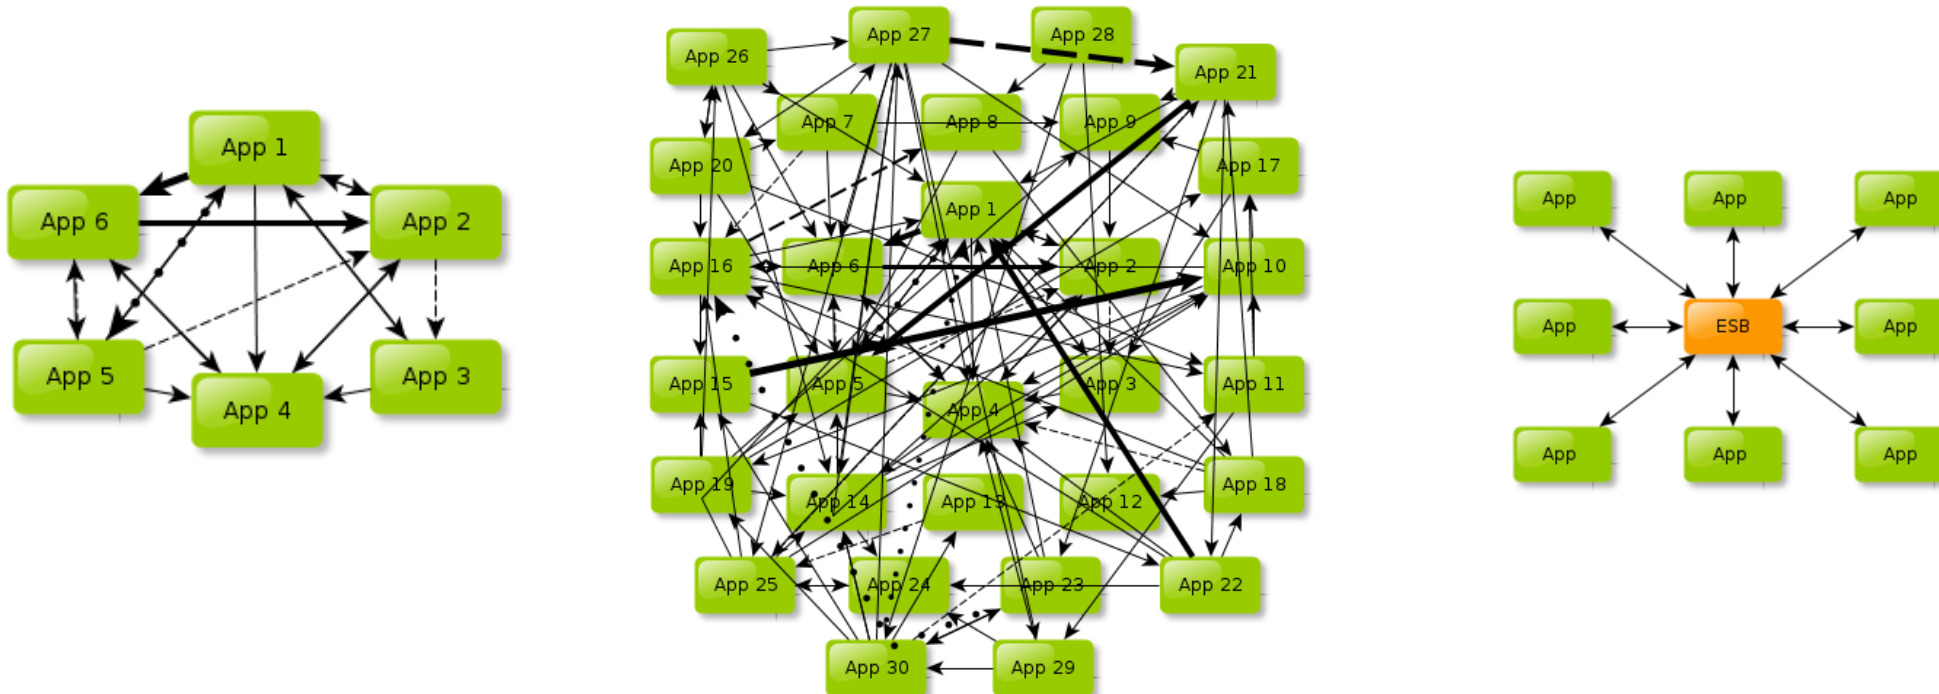 App 1
App 6
App 2
App 5
App 3
App 4
App 27
App 28
App 26
App 21
App 7
App 8
App 9
App 20
App 17
App 1
App 16
App 6
App 2
App 10
App 15
App 5
App 3
App 11
App 4
App 19
App 18
App 14
App 13
App 12
App 25
App 24
App 23
App 22
App 30
App 29
App
App
App
App
ESB
App
App
App
App